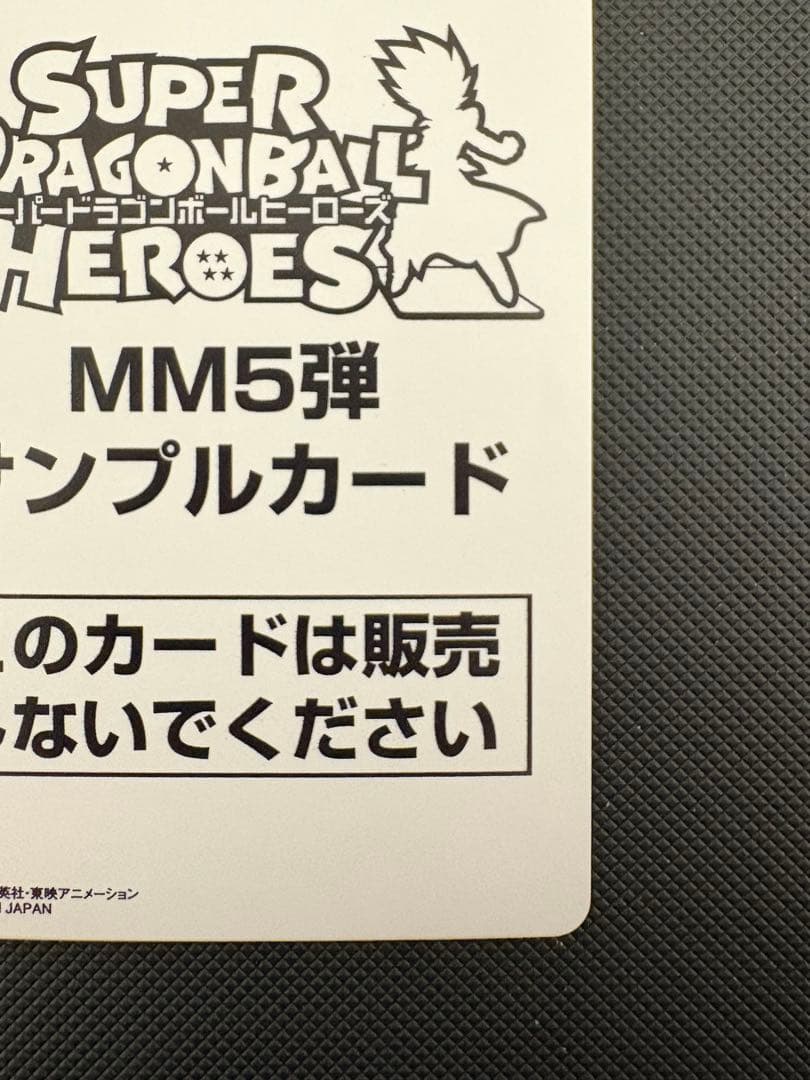 SUPER
DRAGONBALL
ーパードラゴンボールヒーローズ
HEROES
MM5弾
サンプルカード
このカードは販売
しないでください
英社・東映アニメーション
JAPAN